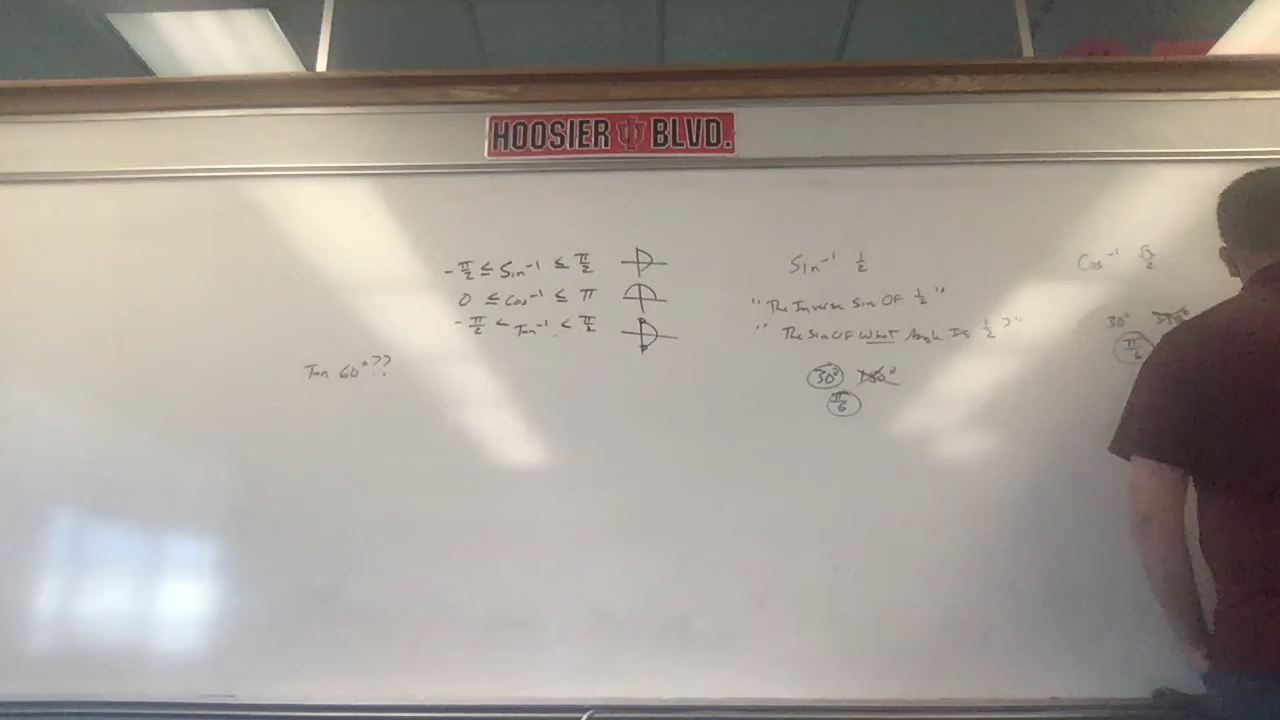 HOOSIER BLVD.
-π/2 ≤ Sin⁻¹ ≤ π/2
0 ≤ Cos⁻¹ ≤ π
-π/2 < Tan⁻¹ < π/2
Tan 60°??
Sin⁻¹ 1/2
"The Inverse Sin OF 1/2"
"The Sin OF What Angle Is 1/2?"
30°
π/6
Cos⁻¹ √3/2
30°
π/6